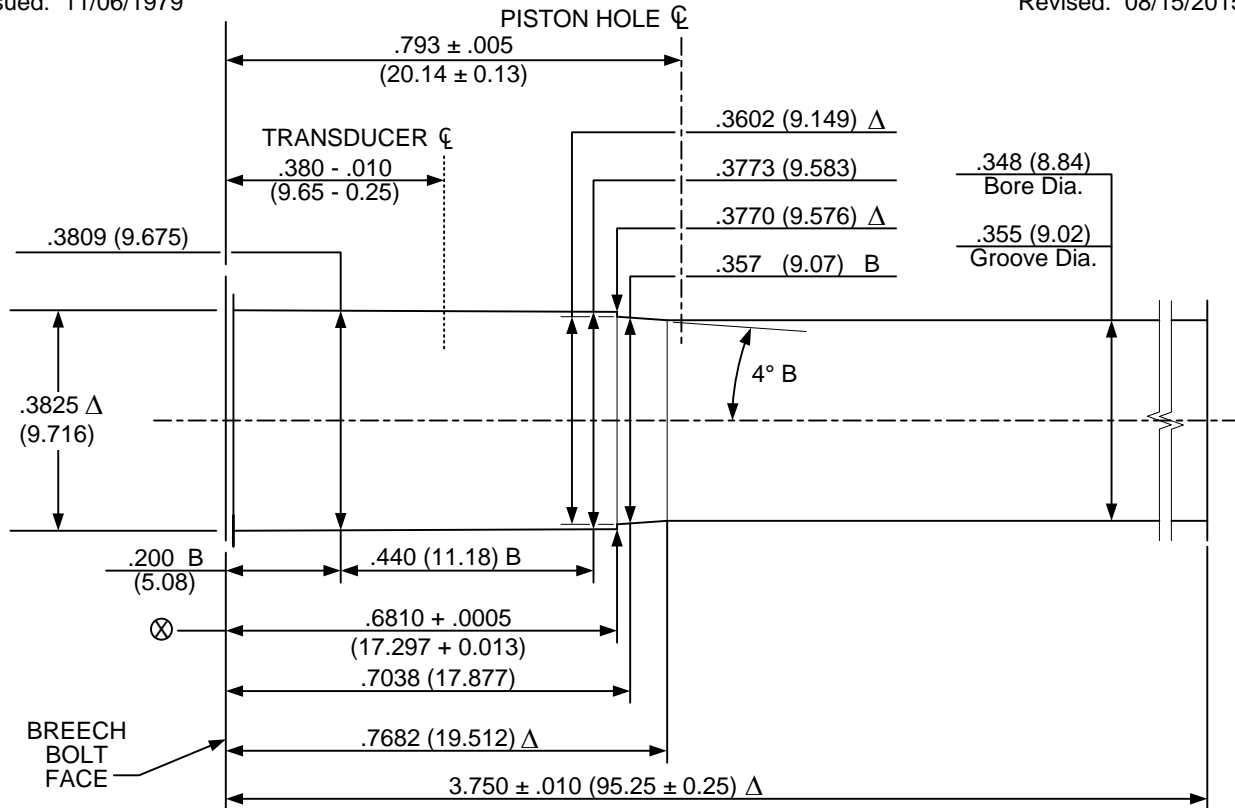 sued: 11/06/1979
Revised: 08/15/2015
PISTON HOLE ℄
.793 ± .005
(20.14 ± 0.13)
TRANSDUCER ℄
.380 - .010
(9.65 - 0.25)
.3602 (9.149) Δ
.3773 (9.583)
.3770 (9.576) Δ
.357 (9.07) B
.348 (8.84)
Bore Dia.
.355 (9.02)
Groove Dia.
.3809 (9.675)
.3825 Δ
(9.716)
4° B
.200 B
(5.08)
.440 (11.18) B
ⓧ
.6810 + .0005
(17.297 + 0.013)
.7038 (17.877)
BREECH
BOLT
FACE
.7682 (19.512) Δ
3.750 ± .010 (95.25 ± 0.25) Δ